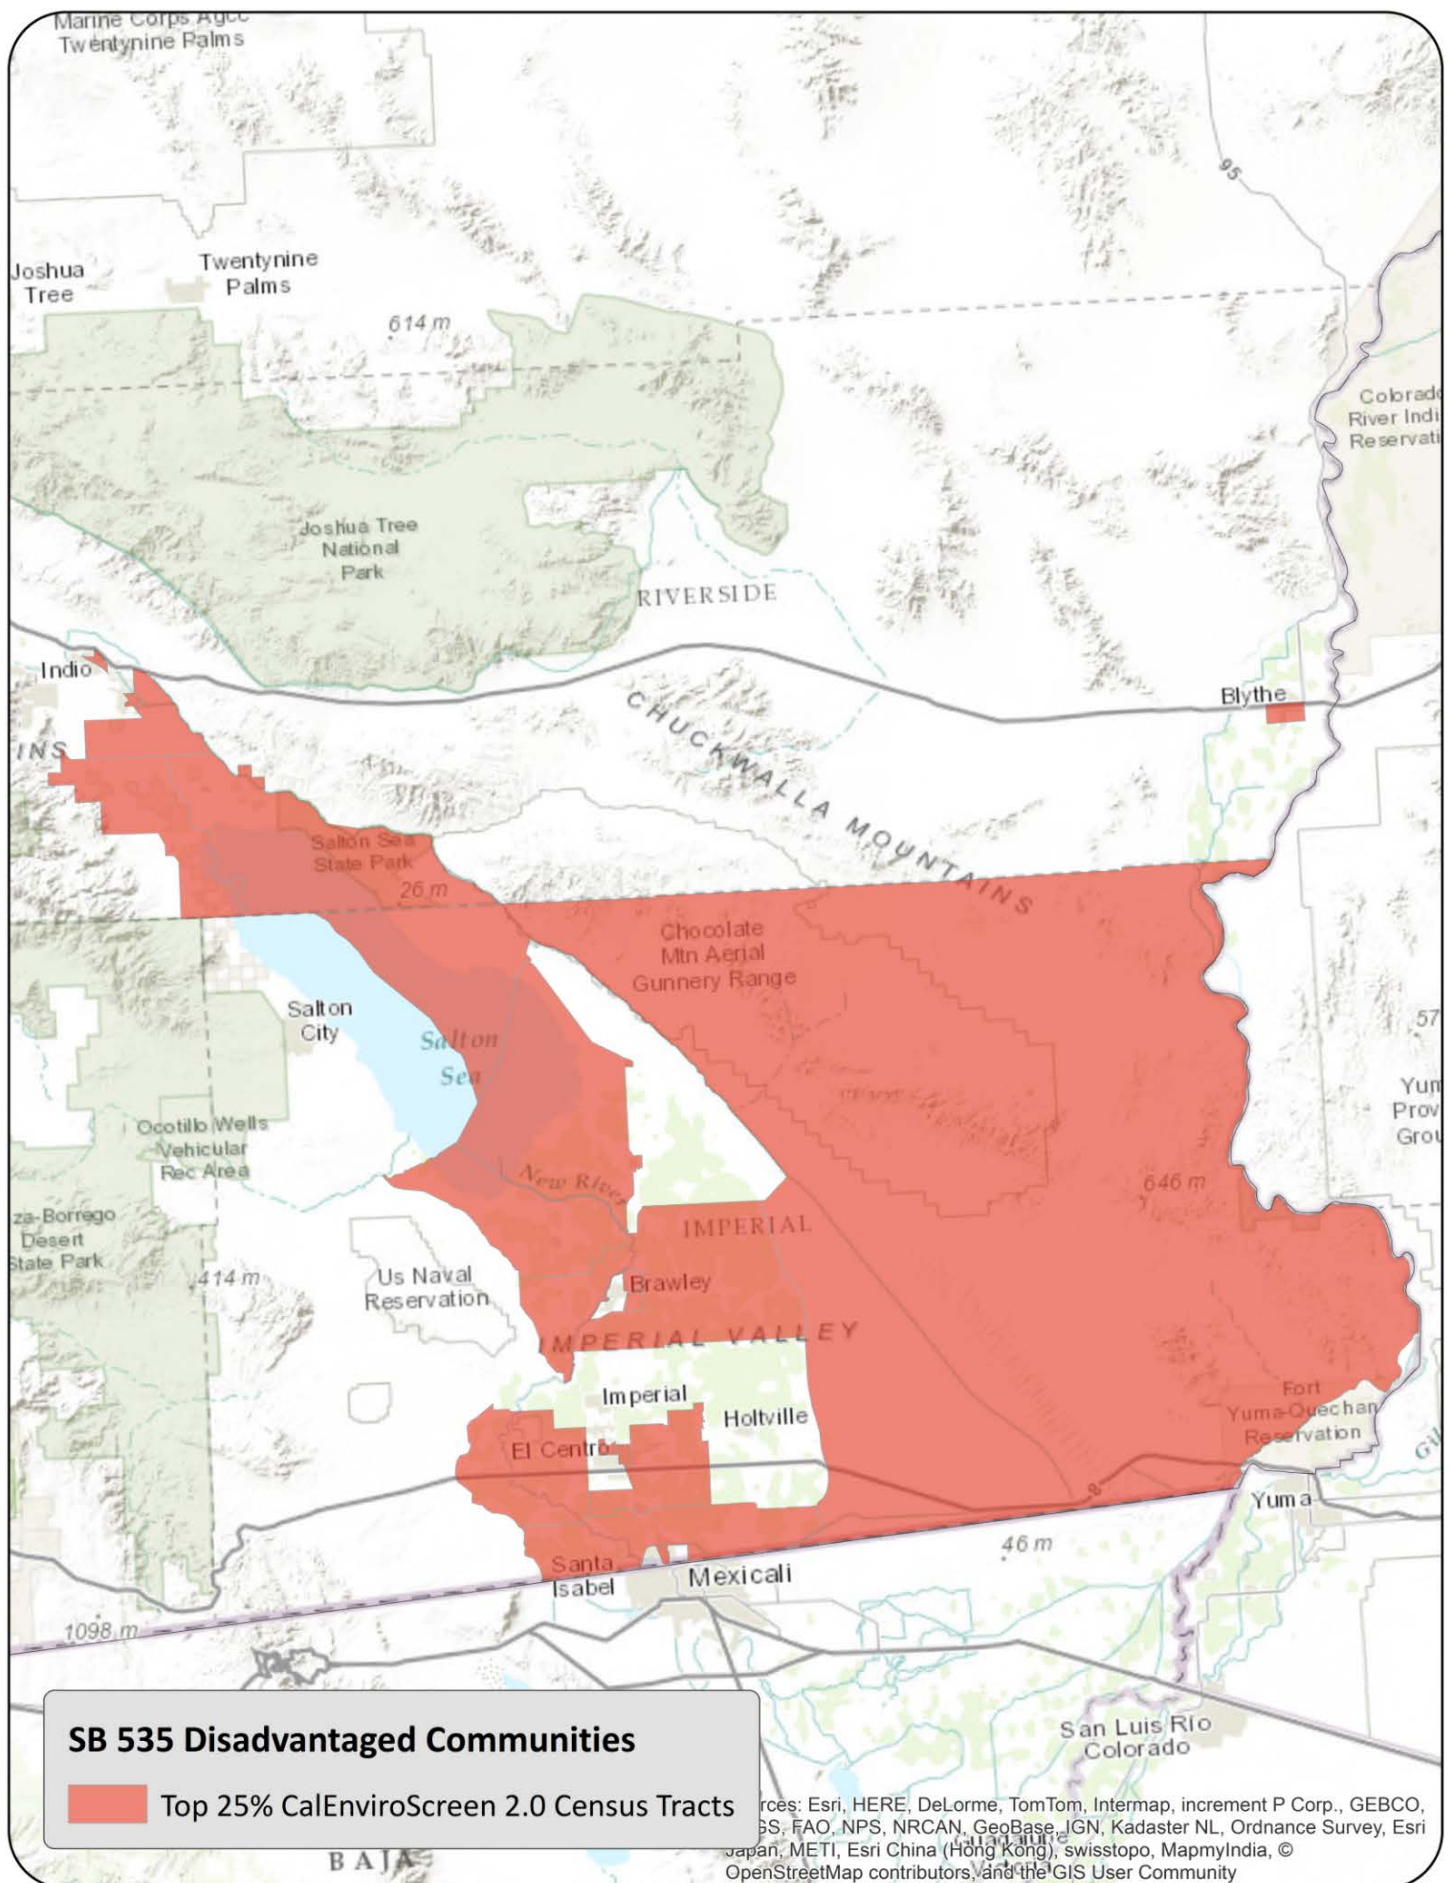 Marine Corps Agcc
Twentynine Palms
95
Joshua
Tree
Twentynine
Palms
614 m
Colorado
River Indi
Reservati
Joshua Tree
National
Park
RIVERSIDE
Indio
Blythe
CHUCKWALLA MOUNTAINS
INS
Salton Sea
State Park
26 m
Chocolate
Mtn Aerial
Gunnery Range
Salton
City
57
Salton
Sea
Yum
Prov
Grou
Ocotillo Wells
Vehicular
Rec Area
New River
646 m
za-Borrego
Desert
State Park
IMPERIAL
414 m
Us Naval
Reservation
Brawley
IMPERIAL VALLEY
Imperial
Holtville
Fort
Yuma-Quechan
Reservation
El Centro
Gil
8
Yuma
46 m
Santa
Isabel
Mexicali
1098 m
SB 535 Disadvantaged Communities
Top 25% CalEnviroScreen 2.0 Census Tracts
San Luis Río
Colorado
rces: Esri, HERE, DeLorme, TomTom, Intermap, increment P Corp., GEBCO,
GS, FAO, NPS, NRCAN, GeoBase, IGN, Kadaster NL, Ordnance Survey, Esri
Japan, METI, Esri China (Hong Kong), swisstopo, MapmyIndia, ©
OpenStreetMap contributors, and the GIS User Community
Guadalupe
Victoria
BAJA